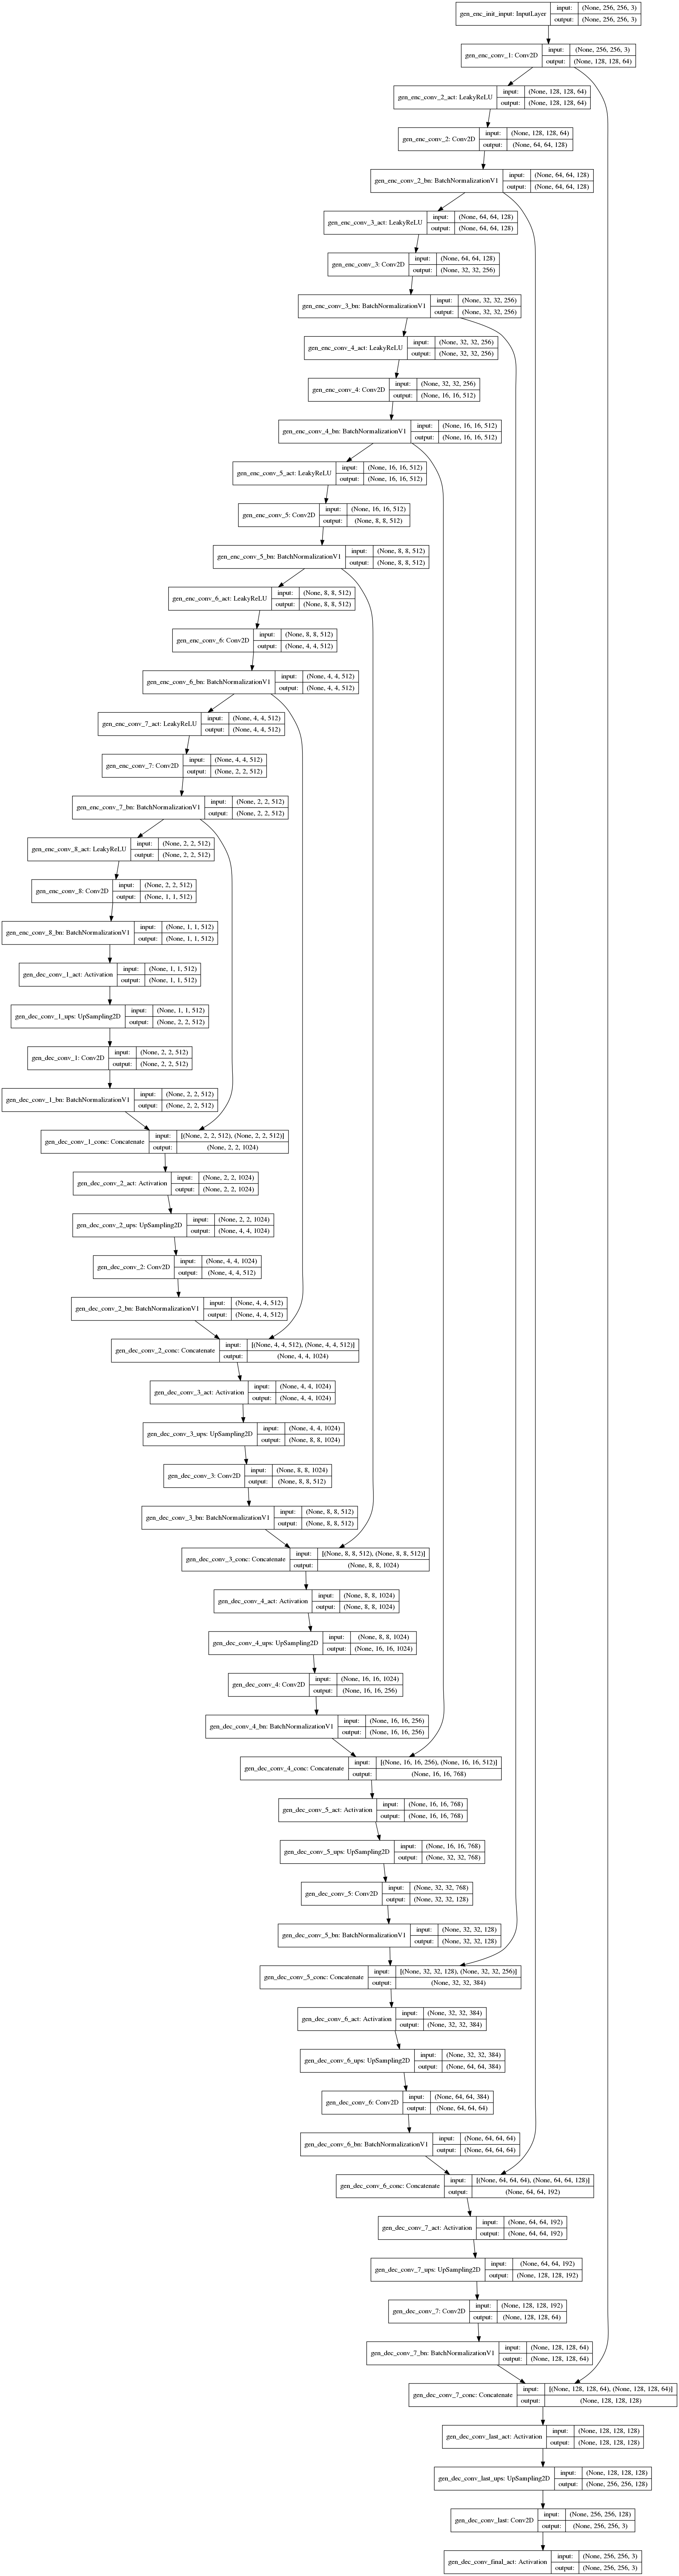 gen_enc_init_input: InputLayer
input: (None, 256, 256, 3)
output: (None, 256, 256, 3)
gen_enc_conv_1: Conv2D
input: (None, 256, 256, 3)
output: (None, 128, 128, 64)
gen_enc_conv_2_act: LeakyReLU
input: (None, 128, 128, 64)
output: (None, 128, 128, 64)
gen_enc_conv_2: Conv2D
input: (None, 128, 128, 64)
output: (None, 64, 64, 128)
gen_enc_conv_2_bn: BatchNormalizationV1
input: (None, 64, 64, 128)
output: (None, 64, 64, 128)
gen_enc_conv_3_act: LeakyReLU
input: (None, 64, 64, 128)
output: (None, 64, 64, 128)
gen_enc_conv_3: Conv2D
input: (None, 64, 64, 128)
output: (None, 32, 32, 256)
gen_enc_conv_3_bn: BatchNormalizationV1
input: (None, 32, 32, 256)
output: (None, 32, 32, 256)
gen_enc_conv_4_act: LeakyReLU
input: (None, 32, 32, 256)
output: (None, 32, 32, 256)
gen_enc_conv_4: Conv2D
input: (None, 32, 32, 256)
output: (None, 16, 16, 512)
gen_enc_conv_4_bn: BatchNormalizationV1
input: (None, 16, 16, 512)
output: (None, 16, 16, 512)
gen_enc_conv_5_act: LeakyReLU
input: (None, 16, 16, 512)
output: (None, 16, 16, 512)
gen_enc_conv_5: Conv2D
input: (None, 16, 16, 512)
output: (None, 8, 8, 512)
gen_enc_conv_5_bn: BatchNormalizationV1
input: (None, 8, 8, 512)
output: (None, 8, 8, 512)
gen_enc_conv_6_act: LeakyReLU
input: (None, 8, 8, 512)
output: (None, 8, 8, 512)
gen_enc_conv_6: Conv2D
input: (None, 8, 8, 512)
output: (None, 4, 4, 512)
gen_enc_conv_6_bn: BatchNormalizationV1
input: (None, 4, 4, 512)
output: (None, 4, 4, 512)
gen_enc_conv_7_act: LeakyReLU
input: (None, 4, 4, 512)
output: (None, 4, 4, 512)
gen_enc_conv_7: Conv2D
input: (None, 4, 4, 512)
output: (None, 2, 2, 512)
gen_enc_conv_7_bn: BatchNormalizationV1
input: (None, 2, 2, 512)
output: (None, 2, 2, 512)
gen_enc_conv_8_act: LeakyReLU
input: (None, 2, 2, 512)
output: (None, 2, 2, 512)
gen_enc_conv_8: Conv2D
input: (None, 2, 2, 512)
output: (None, 1, 1, 512)
gen_enc_conv_8_bn: BatchNormalizationV1
input: (None, 1, 1, 512)
output: (None, 1, 1, 512)
gen_dec_conv_1_act: Activation
input: (None, 1, 1, 512)
output: (None, 1, 1, 512)
gen_dec_conv_1_ups: UpSampling2D
input: (None, 1, 1, 512)
output: (None, 2, 2, 512)
gen_dec_conv_1: Conv2D
input: (None, 2, 2, 512)
output: (None, 2, 2, 512)
gen_dec_conv_1_bn: BatchNormalizationV1
input: (None, 2, 2, 512)
output: (None, 2, 2, 512)
gen_dec_conv_1_conc: Concatenate
input: [(None, 2, 2, 512), (None, 2, 2, 512)]
output: (None, 2, 2, 1024)
gen_dec_conv_2_act: Activation
input: (None, 2, 2, 1024)
output: (None, 2, 2, 1024)
gen_dec_conv_2_ups: UpSampling2D
input: (None, 2, 2, 1024)
output: (None, 4, 4, 1024)
gen_dec_conv_2: Conv2D
input: (None, 4, 4, 1024)
output: (None, 4, 4, 512)
gen_dec_conv_2_bn: BatchNormalizationV1
input: (None, 4, 4, 512)
output: (None, 4, 4, 512)
gen_dec_conv_2_conc: Concatenate
input: [(None, 4, 4, 512), (None, 4, 4, 512)]
output: (None, 4, 4, 1024)
gen_dec_conv_3_act: Activation
input: (None, 4, 4, 1024)
output: (None, 4, 4, 1024)
gen_dec_conv_3_ups: UpSampling2D
input: (None, 4, 4, 1024)
output: (None, 8, 8, 1024)
gen_dec_conv_3: Conv2D
input: (None, 8, 8, 1024)
output: (None, 8, 8, 512)
gen_dec_conv_3_bn: BatchNormalizationV1
input: (None, 8, 8, 512)
output: (None, 8, 8, 512)
gen_dec_conv_3_conc: Concatenate
input: [(None, 8, 8, 512), (None, 8, 8, 512)]
output: (None, 8, 8, 1024)
gen_dec_conv_4_act: Activation
input: (None, 8, 8, 1024)
output: (None, 8, 8, 1024)
gen_dec_conv_4_ups: UpSampling2D
input: (None, 8, 8, 1024)
output: (None, 16, 16, 1024)
gen_dec_conv_4: Conv2D
input: (None, 16, 16, 1024)
output: (None, 16, 16, 256)
gen_dec_conv_4_bn: BatchNormalizationV1
input: (None, 16, 16, 256)
output: (None, 16, 16, 256)
gen_dec_conv_4_conc: Concatenate
input: [(None, 16, 16, 256), (None, 16, 16, 512)]
output: (None, 16, 16, 768)
gen_dec_conv_5_act: Activation
input: (None, 16, 16, 768)
output: (None, 16, 16, 768)
gen_dec_conv_5_ups: UpSampling2D
input: (None, 16, 16, 768)
output: (None, 32, 32, 768)
gen_dec_conv_5: Conv2D
input: (None, 32, 32, 768)
output: (None, 32, 32, 128)
gen_dec_conv_5_bn: BatchNormalizationV1
input: (None, 32, 32, 128)
output: (None, 32, 32, 128)
gen_dec_conv_5_conc: Concatenate
input: [(None, 32, 32, 128), (None, 32, 32, 256)]
output: (None, 32, 32, 384)
gen_dec_conv_6_act: Activation
input: (None, 32, 32, 384)
output: (None, 32, 32, 384)
gen_dec_conv_6_ups: UpSampling2D
input: (None, 32, 32, 384)
output: (None, 64, 64, 384)
gen_dec_conv_6: Conv2D
input: (None, 64, 64, 384)
output: (None, 64, 64, 64)
gen_dec_conv_6_bn: BatchNormalizationV1
input: (None, 64, 64, 64)
output: (None, 64, 64, 64)
gen_dec_conv_6_conc: Concatenate
input: [(None, 64, 64, 64), (None, 64, 64, 128)]
output: (None, 64, 64, 192)
gen_dec_conv_7_act: Activation
input: (None, 64, 64, 192)
output: (None, 64, 64, 192)
gen_dec_conv_7_ups: UpSampling2D
input: (None, 64, 64, 192)
output: (None, 128, 128, 192)
gen_dec_conv_7: Conv2D
input: (None, 128, 128, 192)
output: (None, 128, 128, 64)
gen_dec_conv_7_bn: BatchNormalizationV1
input: (None, 128, 128, 64)
output: (None, 128, 128, 64)
gen_dec_conv_7_conc: Concatenate
input: [(None, 128, 128, 64), (None, 128, 128, 64)]
output: (None, 128, 128, 128)
gen_dec_conv_last_act: Activation
input: (None, 128, 128, 128)
output: (None, 128, 128, 128)
gen_dec_conv_last_ups: UpSampling2D
input: (None, 128, 128, 128)
output: (None, 256, 256, 128)
gen_dec_conv_last: Conv2D
input: (None, 256, 256, 128)
output: (None, 256, 256, 3)
gen_dec_conv_final_act: Activation
input: (None, 256, 256, 3)
output: (None, 256, 256, 3)